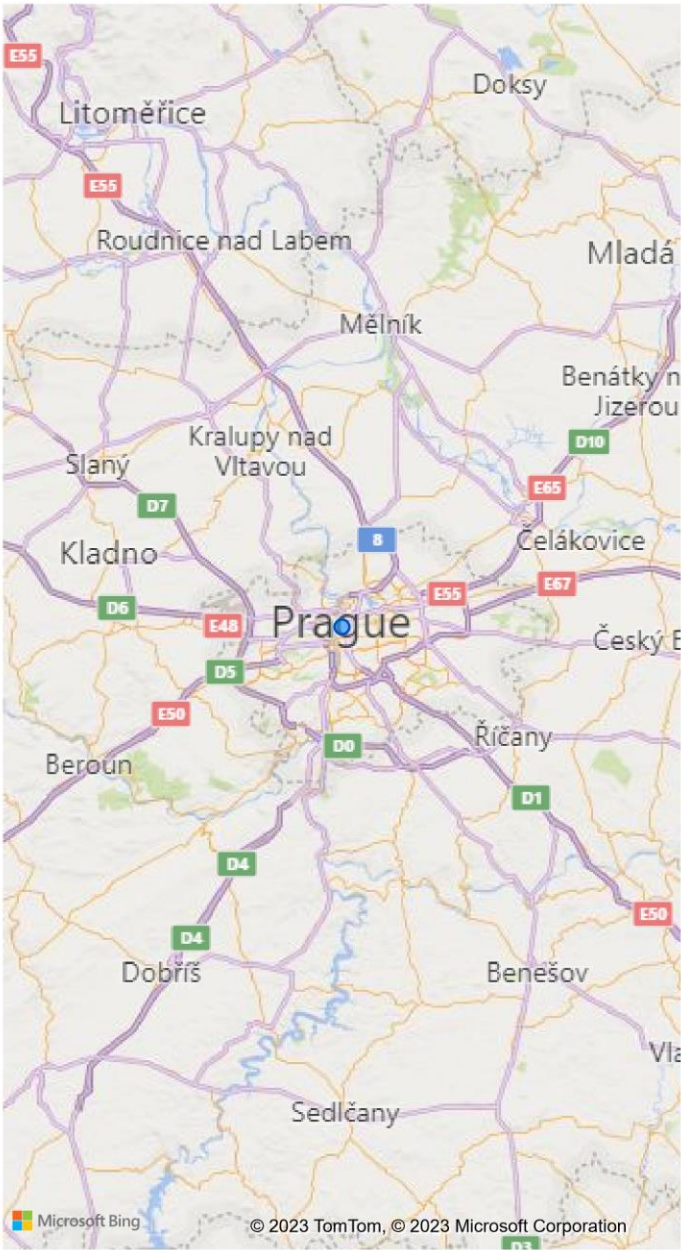 E55
Doksy
Litoměřice
E55
Roudnice nad Labem
Mladá
Mělník
Benátky n
Jizerou
D10
Kralupy nad
Vltavou
Slaný
E65
D7
8
Čelákovice
Kladno
E67
E55
D6
E48
Prague
Český B
D5
E50
Říčany
D0
Beroun
D1
D4
E50
D4
Dobříš
Benešov
Vla
Sedlčany
Microsoft Bing
© 2023 TomTom, © 2023 Microsoft Corporation
D3